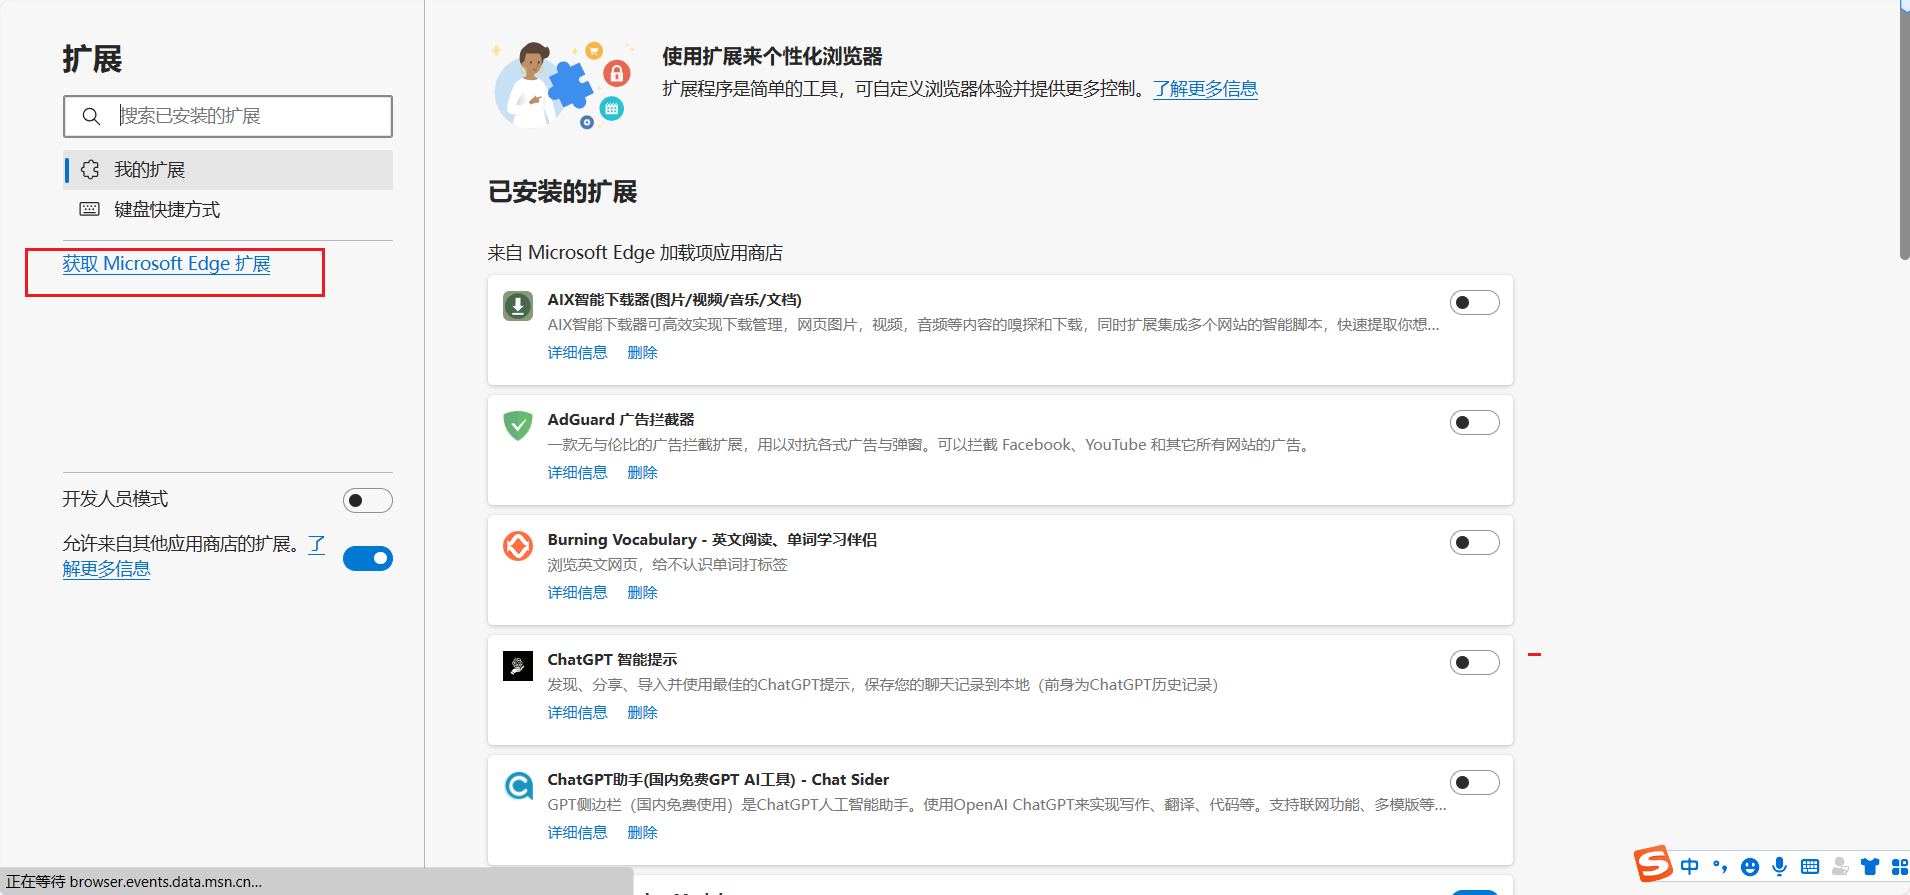 扩展
搜索已安装的扩展
我的扩展
键盘快捷方式
获取 Microsoft Edge 扩展
开发人员模式
允许来自其他应用商店的扩展。了
解更多信息
使用扩展来个性化浏览器
扩展程序是简单的工具，可自定义浏览器体验并提供更多控制。了解更多信息
已安装的扩展
来自 Microsoft Edge 加载项应用商店
AIX智能下载器(图片/视频/音乐/文档)
AIX智能下载器可高效实现下载管理，网页图片，视频，音频等内容的嗅探和下载，同时扩展集成多个网站的智能脚本，快速提取你想...
详细信息 删除
AdGuard 广告拦截器
一款无与伦比的广告拦截扩展，用以对抗各式广告与弹窗。可以拦截 Facebook、YouTube 和其它所有网站的广告。
详细信息 删除
Burning Vocabulary - 英文阅读、单词学习伴侣
浏览英文网页，给不认识单词打标签
详细信息 删除
ChatGPT 智能提示
发现、分享、导入并使用最佳的ChatGPT提示，保存您的聊天记录到本地（前身为ChatGPT历史记录）
详细信息 删除
ChatGPT助手(国内免费GPT AI工具) - Chat Sider
GPT侧边栏（国内免费使用）是ChatGPT人工智能助手。使用OpenAI ChatGPT来实现写作、翻译、代码等。支持联网功能、多模版等...
详细信息 删除
正在等待 browser.events.data.msn.cn...
中